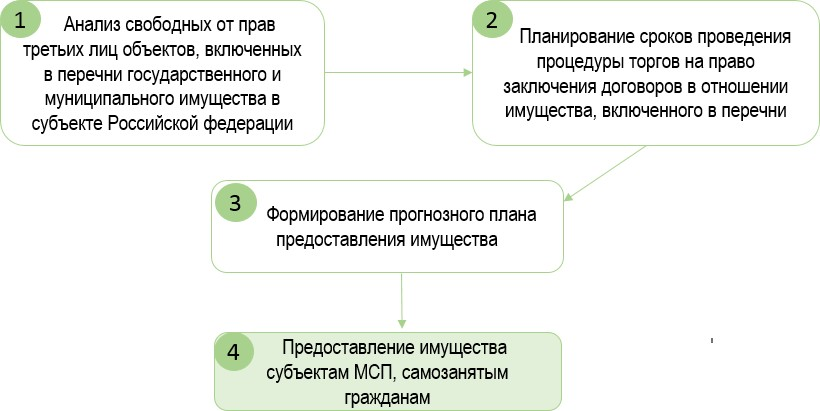 1
Анализ свободных от прав
третьих лиц объектов, включенных
в перечни государственного и
муниципального имущества в
субъекте Российской федерации
2
Планирование сроков проведения
процедуры торгов на право
заключения договоров в отношении
имущества, включенного в перечни
3
Формирование прогнозного плана
предоставления имущества
4
Предоставление имущества
субъектам МСП, самозанятым
гражданам